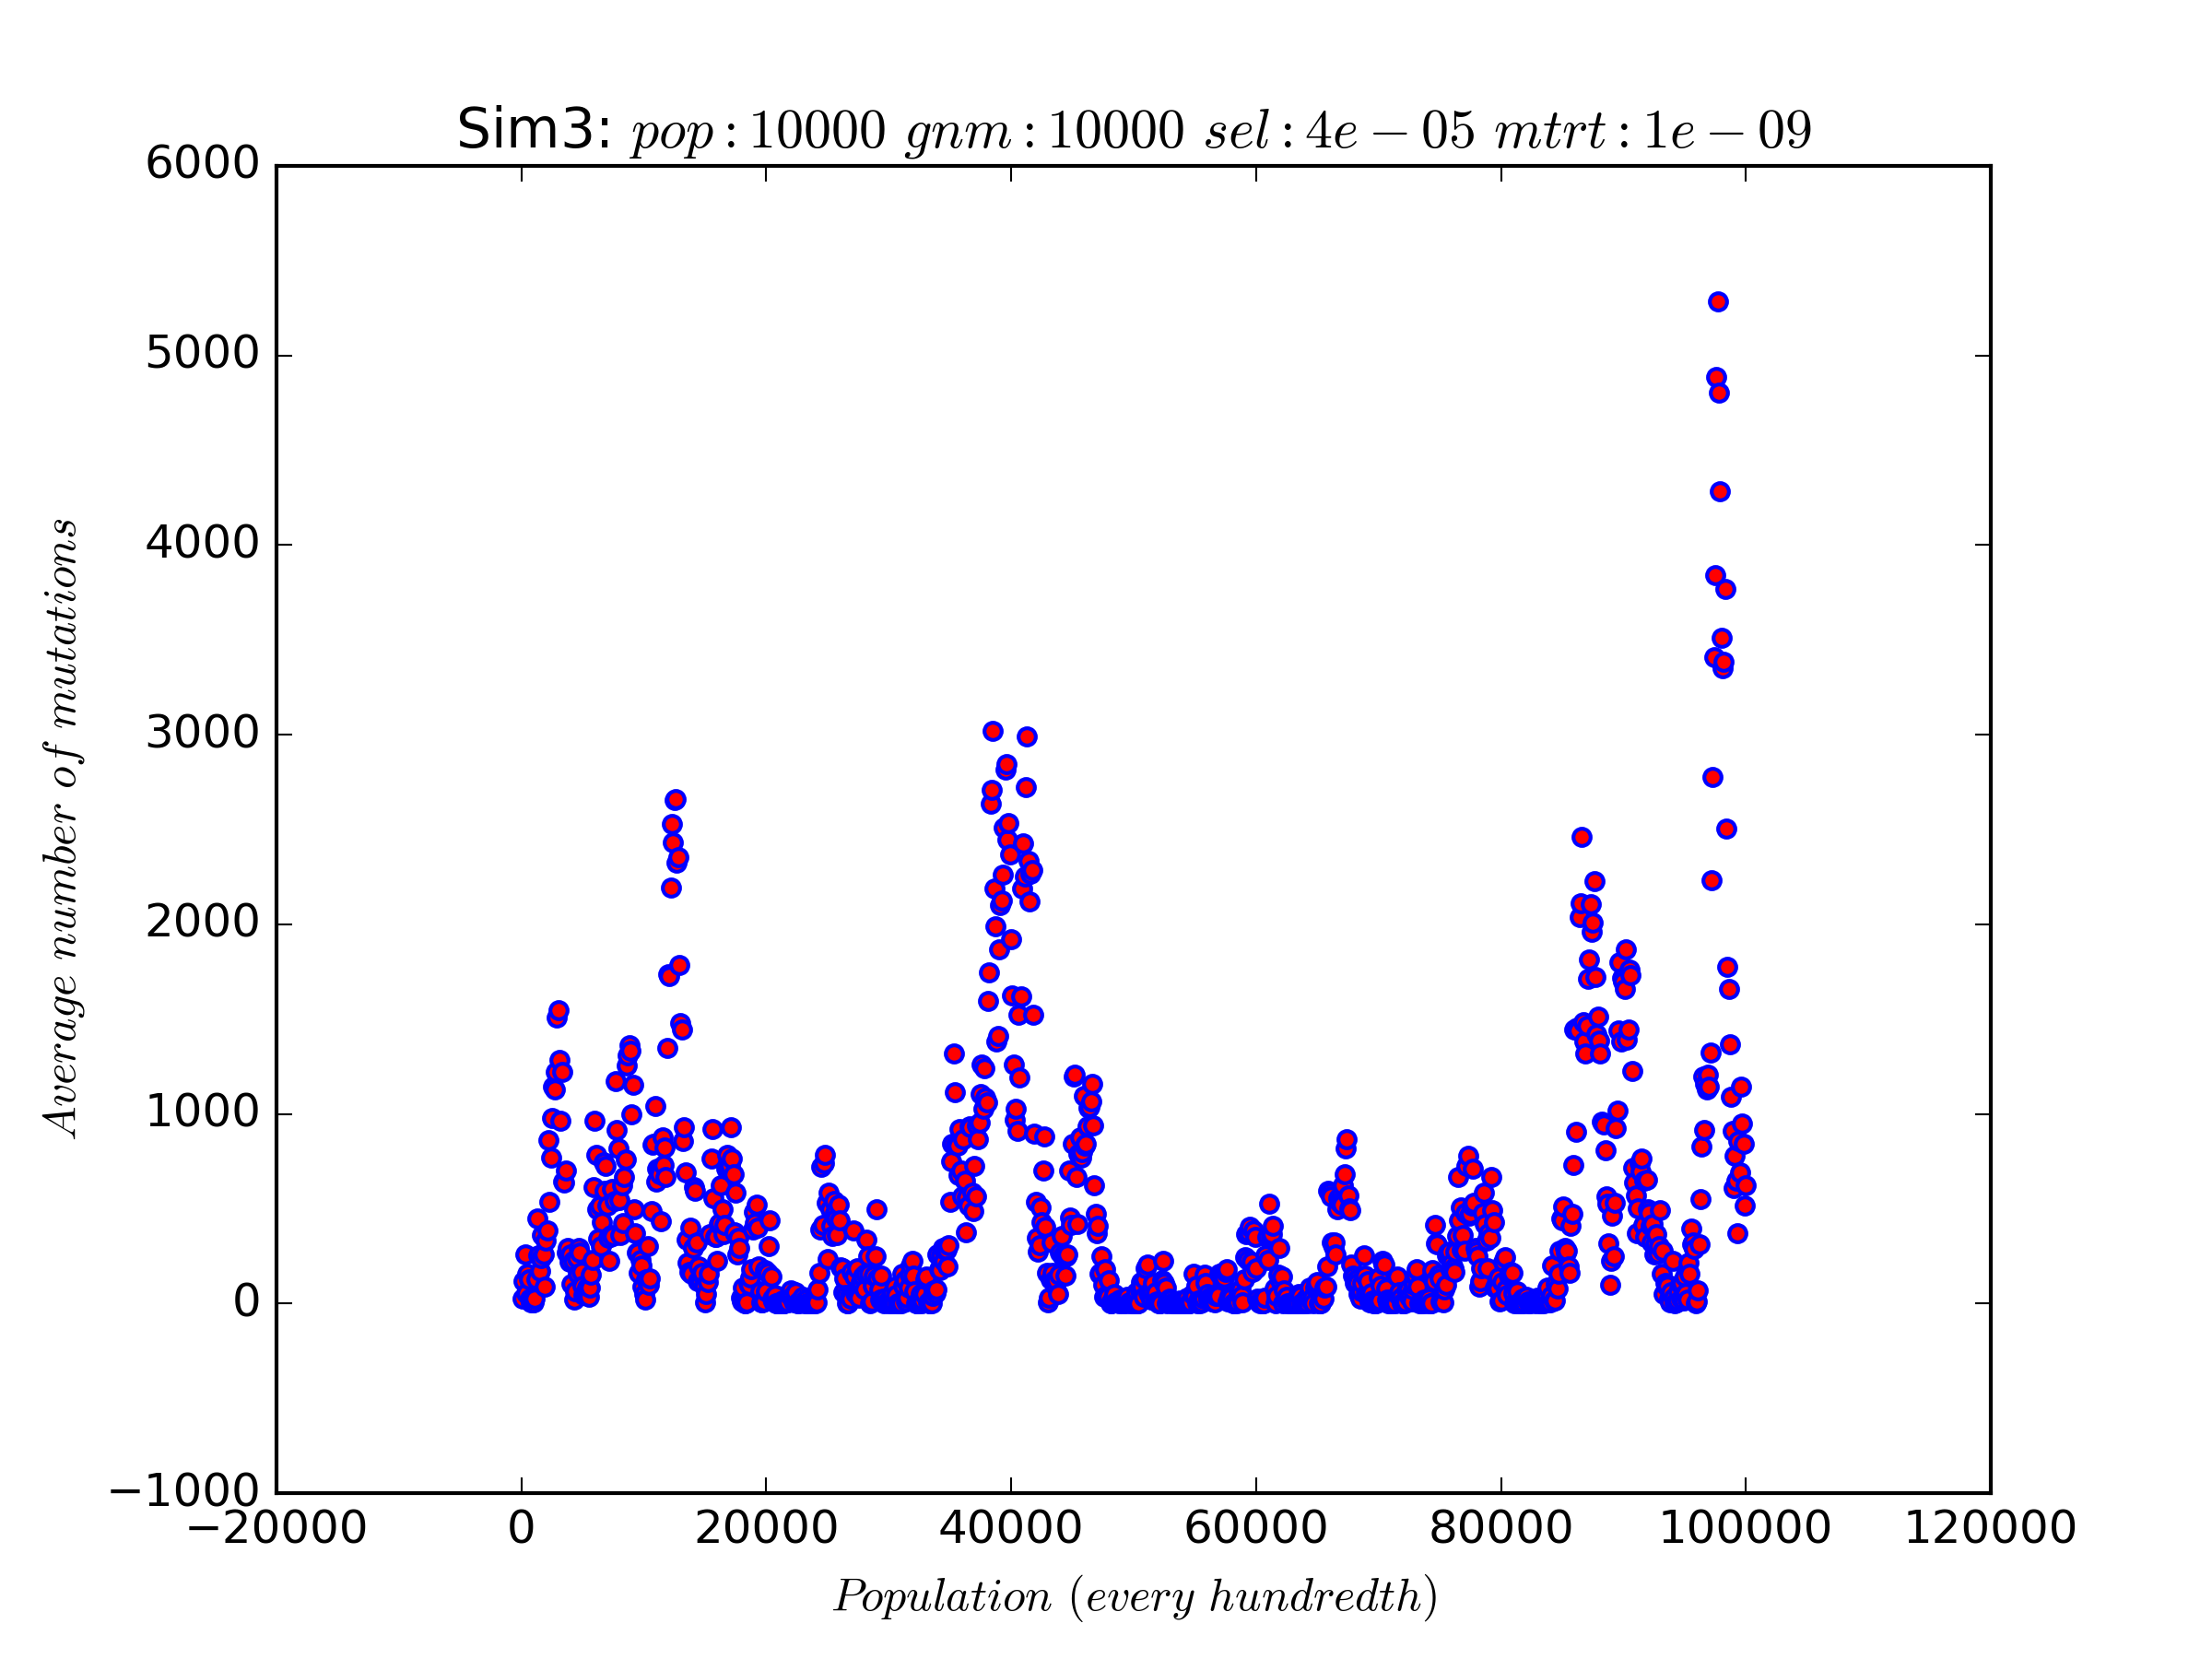 Sim3: pop : 10000 gnm : 10000 sel : 4e − 05 mtrt : 1e − 09
6000
5000
4000
3000
2000
1000
0
−1000
Average number of mutations
−20000 0 20000 40000 60000 80000 100000 120000
Population (every hundredth)